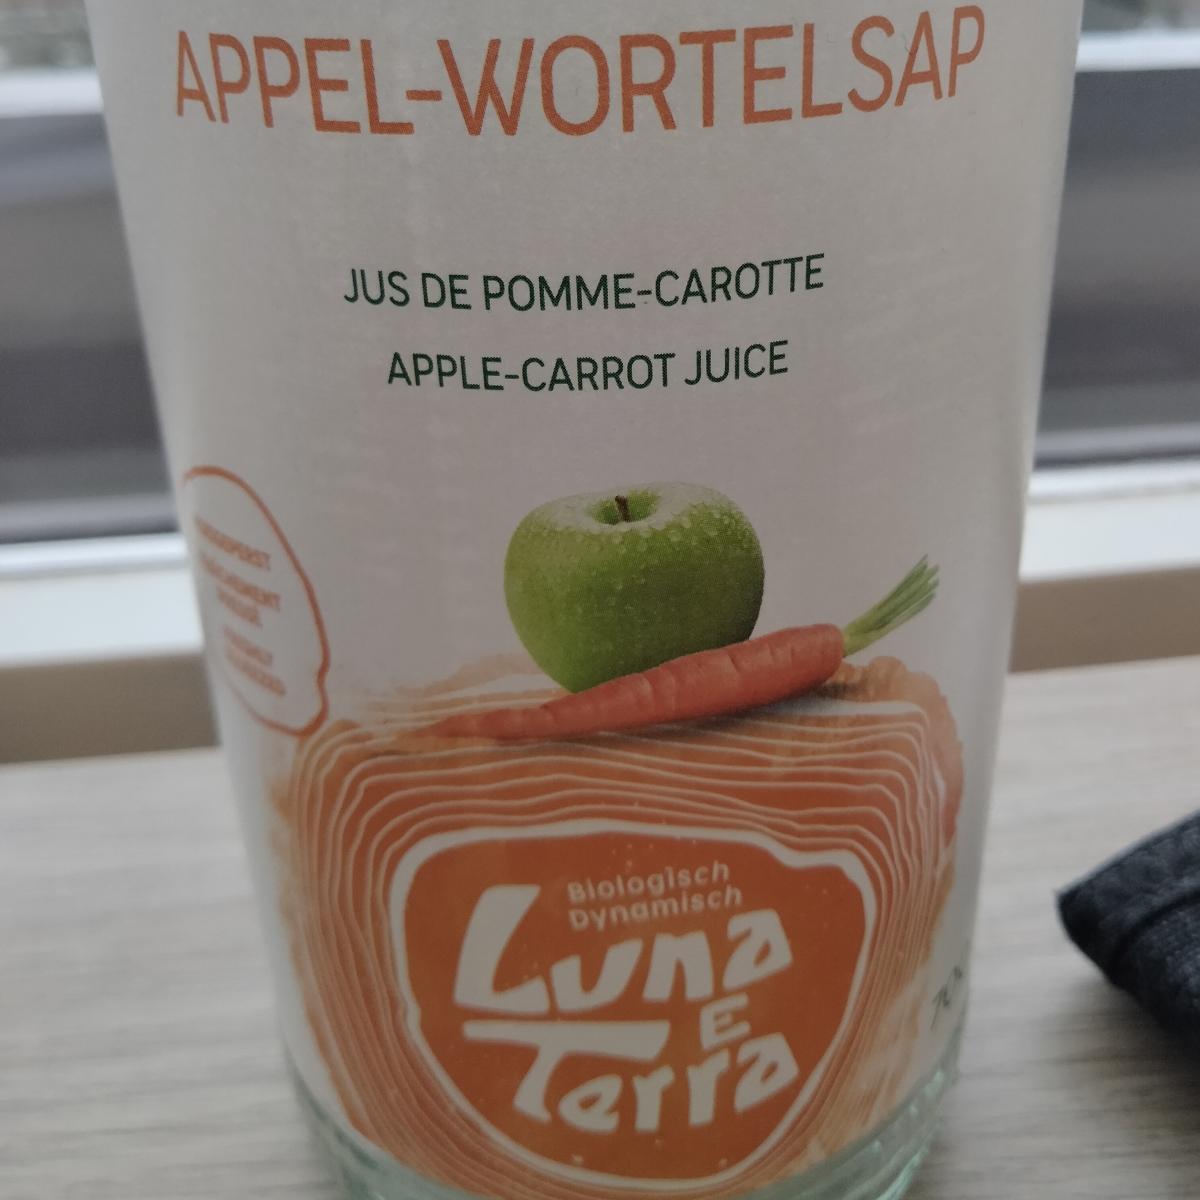 APPEL-WORTELSAP
JUS DE POMME-CAROTTE
APPLE-CARROT JUICE
Biologisch
Dynamisch
Luna
E
Terra